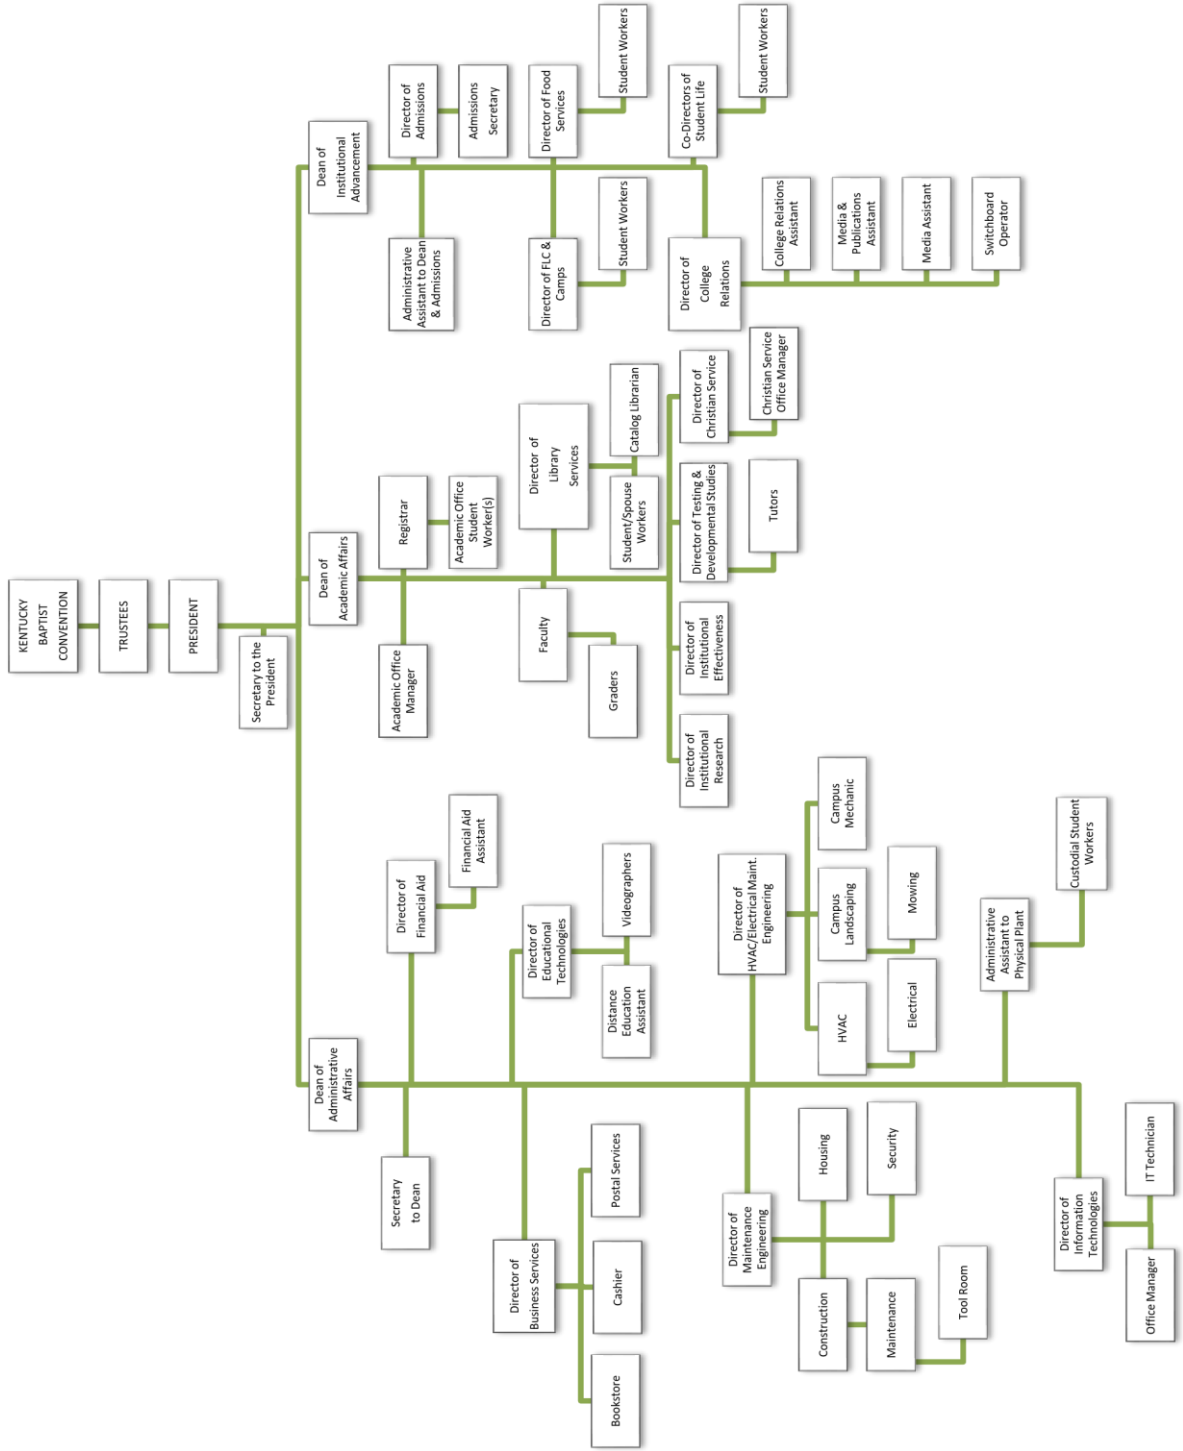 KENTUCKY
BAPTIST
CONVENTION
TRUSTEES
PRESIDENT
Secretary to the
President
Dean of
Administrative
Affairs
Dean of
Academic Affairs
Dean of
Institutional
Advancement
Secretary
to Dean
Director of
Financial Aid
Financial Aid
Assistant
Director of
Business Services
Bookstore
Cashier
Postal Services
Director of
Educational
Technologies
Distance
Education
Assistant
Videographers
Director of
Maintenance
Engineering
Construction
Housing
Maintenance
Security
Tool Room
Director of
HVAC/Electrical Maint.
Engineering
HVAC
Campus
Landscaping
Campus
Mechanic
Electrical
Mowing
Administrative
Assistant to
Physical Plant
Custodial Student
Workers
Director of
Information
Technologies
Office Manager
IT Technician
Academic Office
Manager
Registrar
Academic Office
Student
Worker(s)
Faculty
Graders
Director of
Library
Services
Student/Spouse
Workers
Catalog Librarian
Director of
Institutional
Research
Director of
Institutional
Effectiveness
Director of Testing &
Developmental Studies
Tutors
Director of
Christian Service
Christian Service
Office Manager
Administrative
Assistant to Dean
& Admissions
Director of
Admissions
Admissions
Secretary
Director of FLC &
Camps
Student Workers
Director of Food
Services
Student Workers
Director of
College
Relations
College Relations
Assistant
Media &
Publications
Assistant
Media Assistant
Switchboard
Operator
Co-Directors of
Student Life
Student Workers